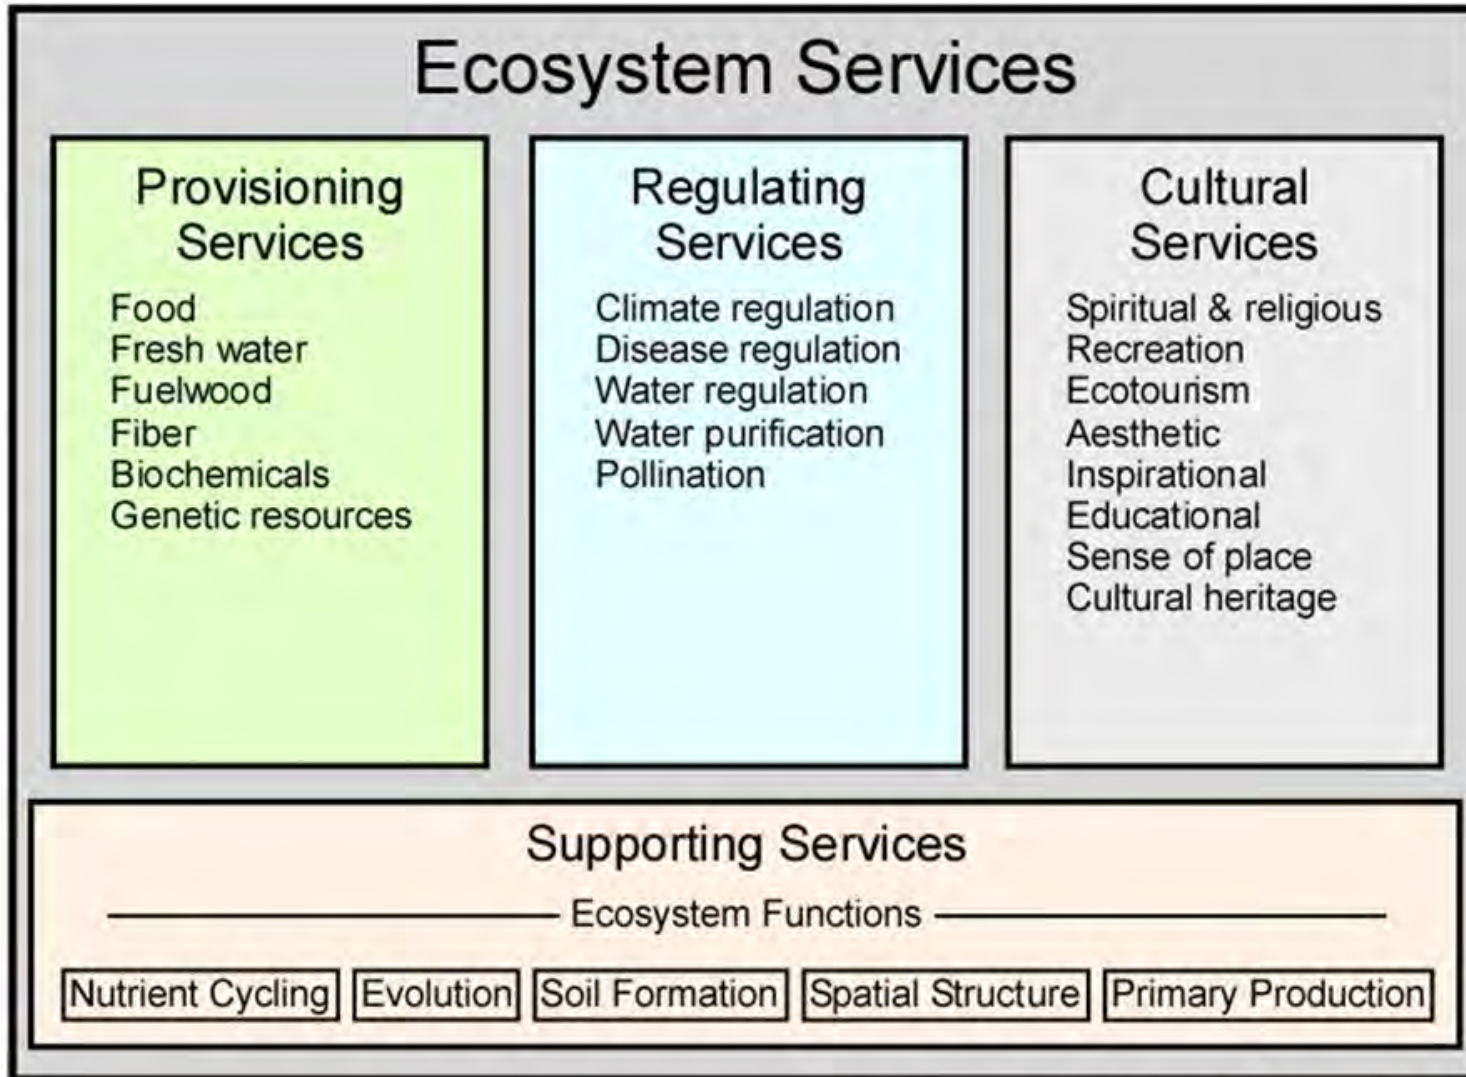 Ecosystem Services
Provisioning
Services
Food
Fresh water
Fuelwood
Fiber
Biochemicals
Genetic resources
Regulating
Services
Climate regulation
Disease regulation
Water regulation
Water purification
Pollination
Cultural
Services
Spiritual & religious
Recreation
Ecotourism
Aesthetic
Inspirational
Educational
Sense of place
Cultural heritage
Supporting Services
Ecosystem Functions
Nutrient Cycling
Evolution
Soil Formation
Spatial Structure
Primary Production